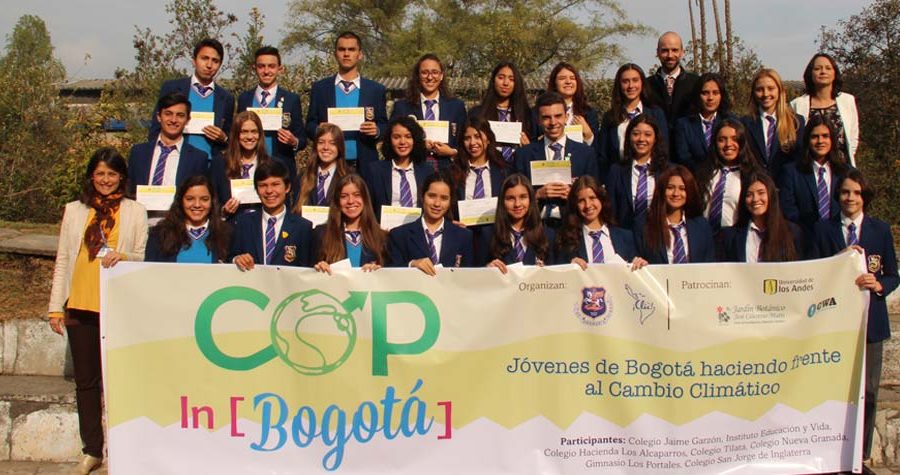 COP
In [Bogotá]
Organizan:
Patrocinan:
Universidad de
los Andes
Jardín Botánico
José Celestino Mutis
CWA
Jóvenes de Bogotá haciendo frente
al Cambio Climático
Participantes: Colegio Jaime Garzón, Instituto Educación y Vida,
Colegio Hacienda Los Alcaparros, Colegio Tilatá, Colegio Nueva Granada,
Gimnasio Los Portales, Colegio San Jorge de Inglaterra